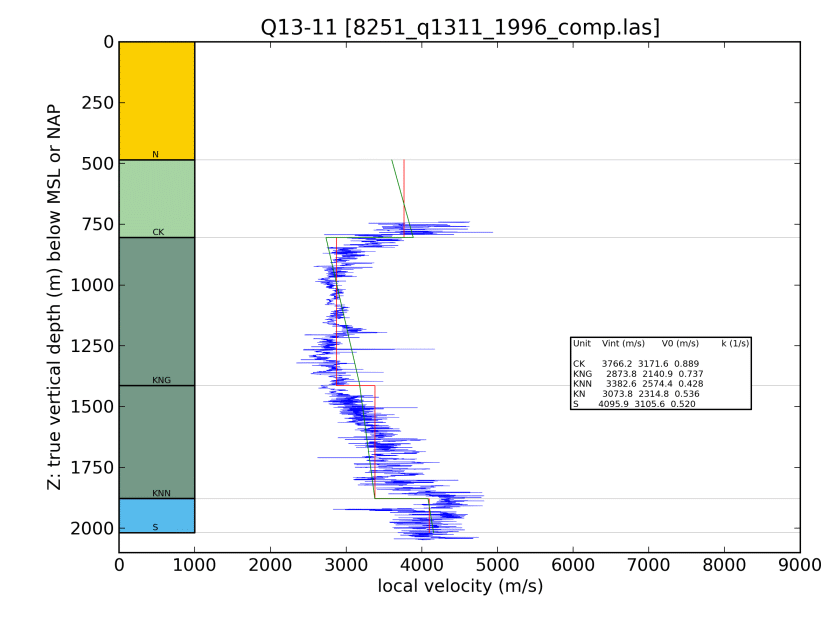 Q13-11 [8251_q1311_1996_comp.las]
Z: true vertical depth (m) below MSL or NAP
0
250
500
750
1000
1250
1500
1750
2000
N
CK
KNG
KNN
S
Unit Vint (m/s) V0 (m/s) k (1/s)
CK 3766.2 3171.6 0.889
KNG 2873.8 2140.9 0.737
KNN 3382.6 2574.4 0.428
KN 3073.8 2314.8 0.536
S 4095.9 3105.6 0.520
0 1000 2000 3000 4000 5000 6000 7000 8000 9000
local velocity (m/s)